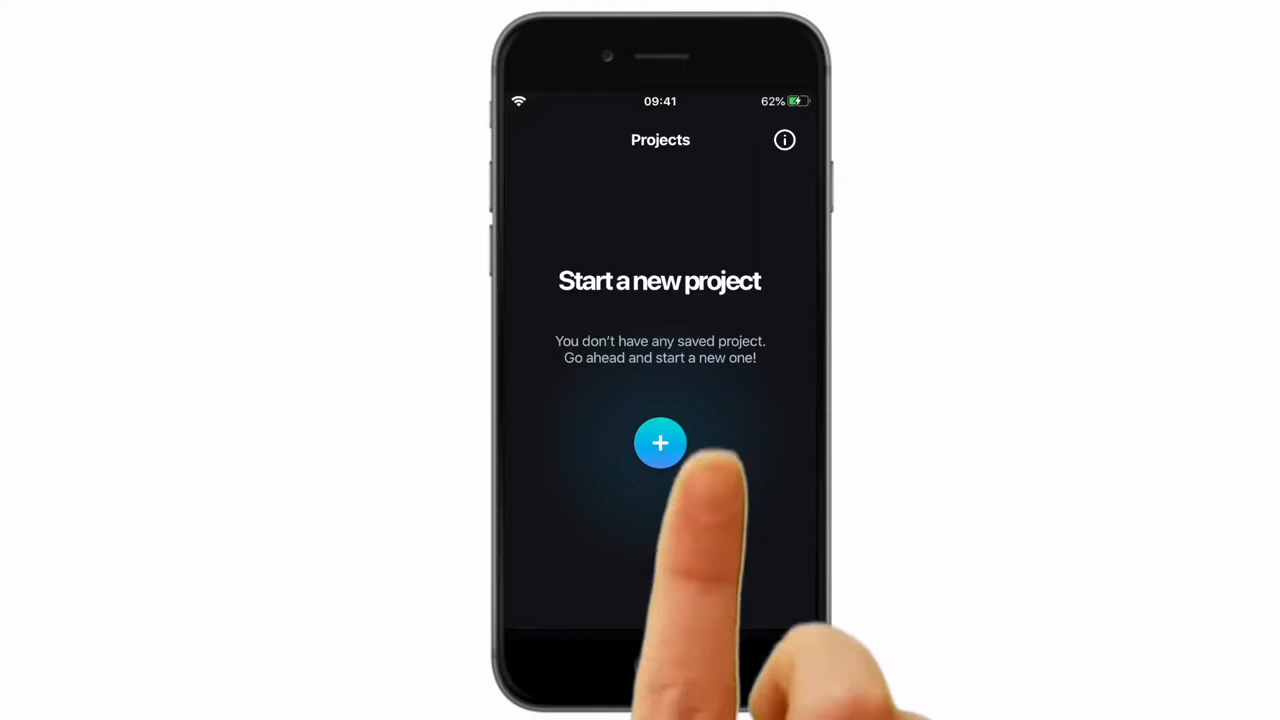 09:41
62%
Projects
Start a new project
You don't have any saved project.
Go ahead and start a new one!